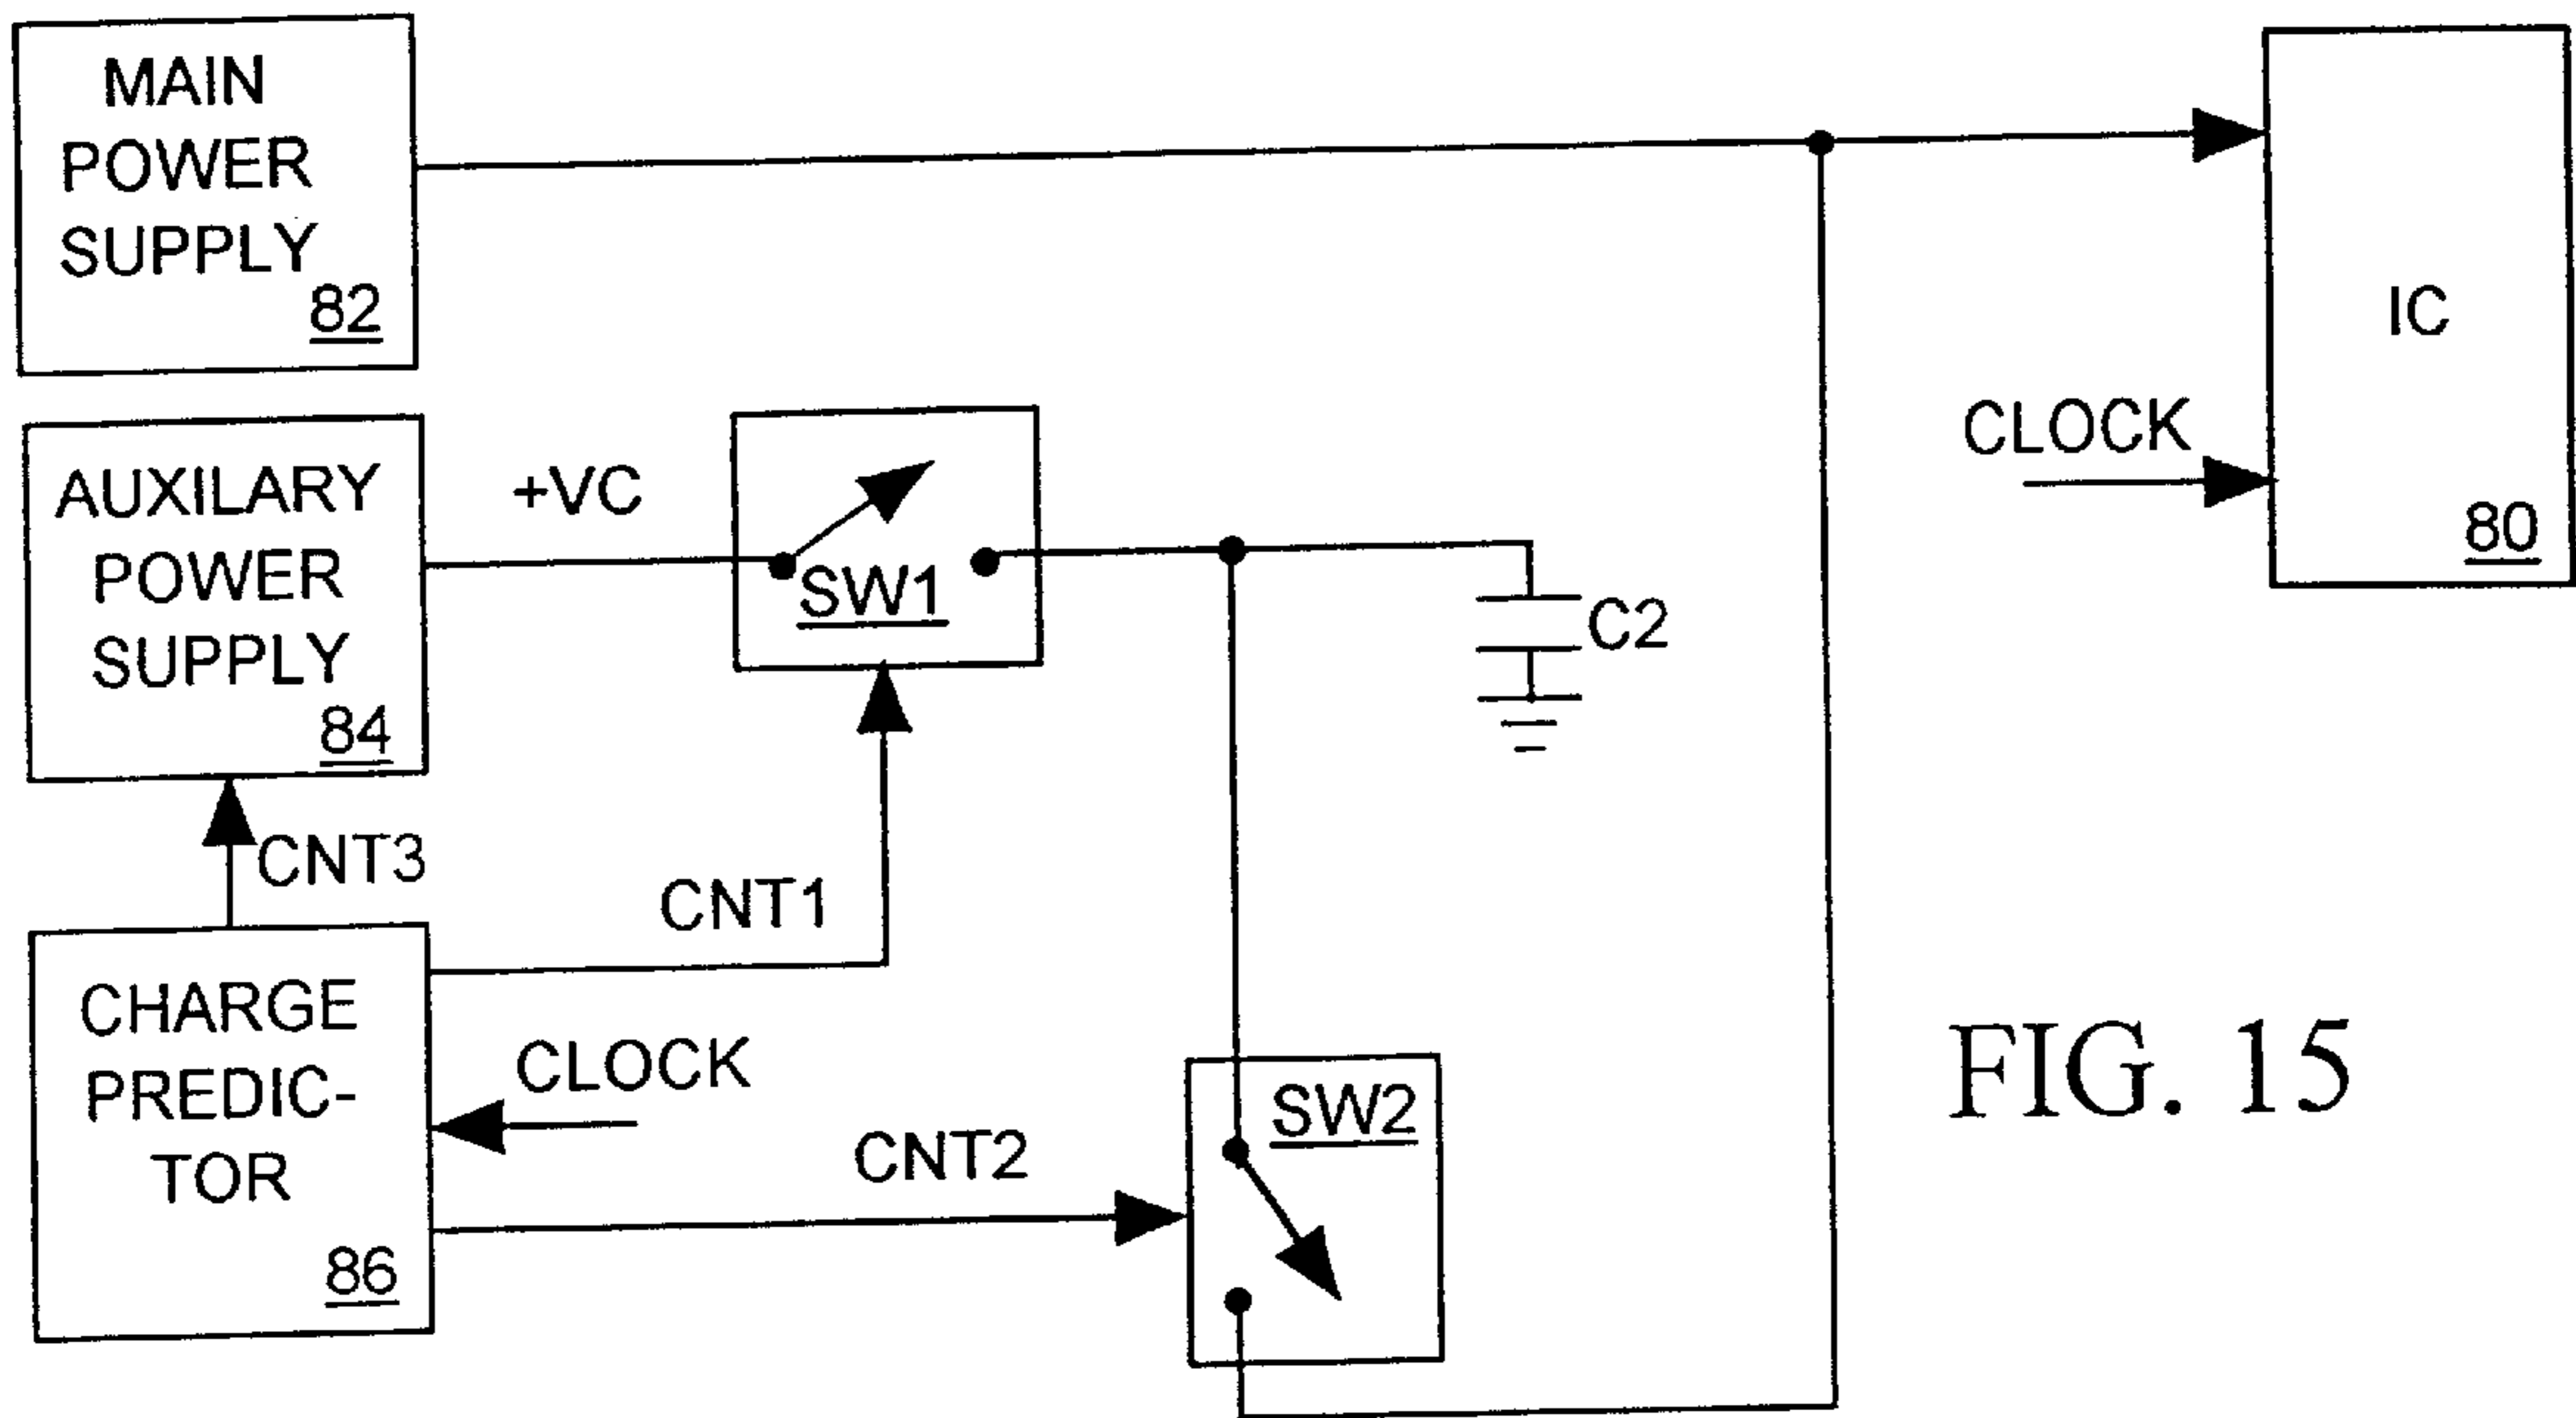 MAIN
POWER
SUPPLY
82
IC
80
CLOCK
AUXILARY
POWER
SUPPLY
84
+VC
SW1
C2
CNT3
CNT1
CHARGE
PREDIC-
TOR
86
CLOCK
CNT2
SW2
FIG. 15